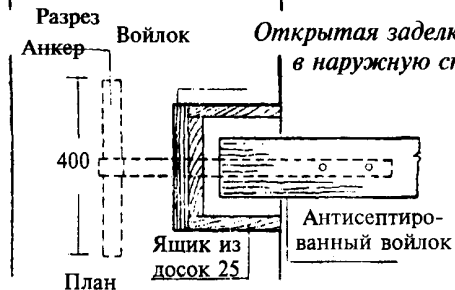 Разрез
Анкер
Войлок
Открытая заделк
в наружную ст
400
Антисептиро-
ванный войлок
Ящик из
досок 25
План